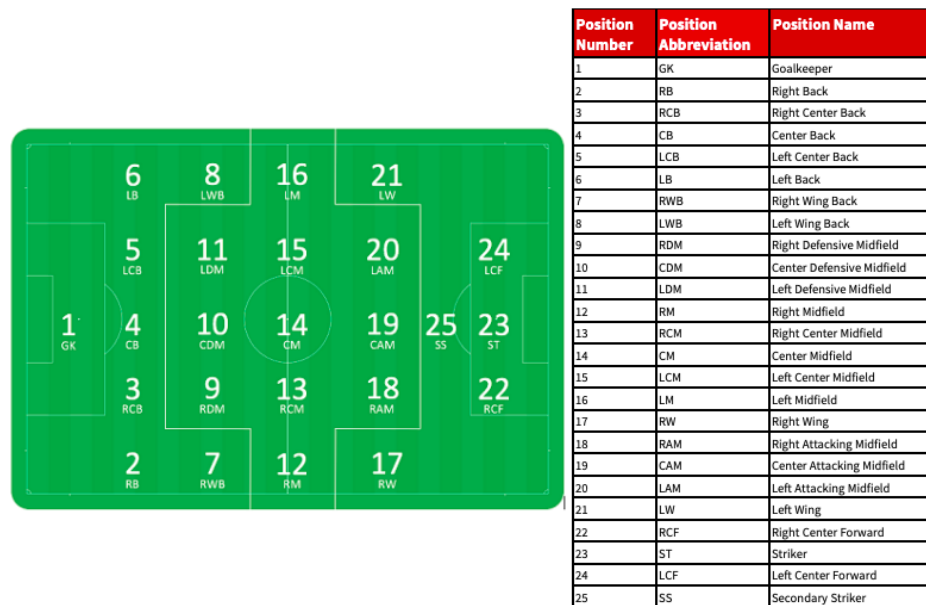 6 8 16 21
LB LWB LM LW
5 11 15 20 24
LCB LDM LCM LAM LCF
1 4 10 14 19 25 23
GK CB CDM CM CAM SS ST
3 9 13 18 22
RCB RDM RCM RAM RCF
2 7 12 17
RB RWB RM RW
Position Number Position Abbreviation Position Name
1 GK Goalkeeper
2 RB Right Back
3 RCB Right Center Back
4 CB Center Back
5 LCB Left Center Back
6 LB Left Back
7 RWB Right Wing Back
8 LWB Left Wing Back
9 RDM Right Defensive Midfield
10 CDM Center Defensive Midfield
11 LDM Left Defensive Midfield
12 RM Right Midfield
13 RCM Right Center Midfield
14 CM Center Midfield
15 LCM Left Center Midfield
16 LM Left Midfield
17 RW Right Wing
18 RAM Right Attacking Midfield
19 CAM Center Attacking Midfield
20 LAM Left Attacking Midfield
21 LW Left Wing
22 RCF Right Center Forward
23 ST Striker
24 LCF Left Center Forward
25 SS Secondary Striker